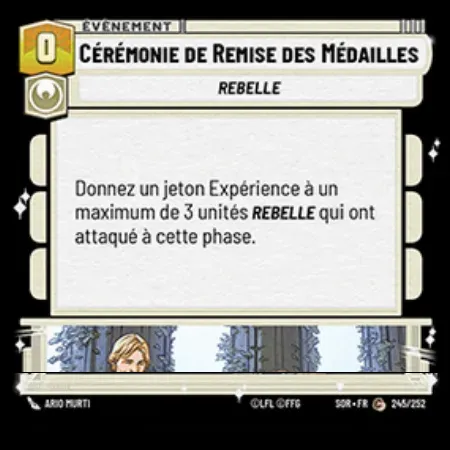 ÉVÉNEMENT
0
Cérémonie de Remise des Médailles
REBELLE
Donnez un jeton Expérience à un
maximum de 3 unités REBELLE qui ont
attaqué à cette phase.
ARIO MURTI ©LFL ©FFG SOR • FR C 245/252